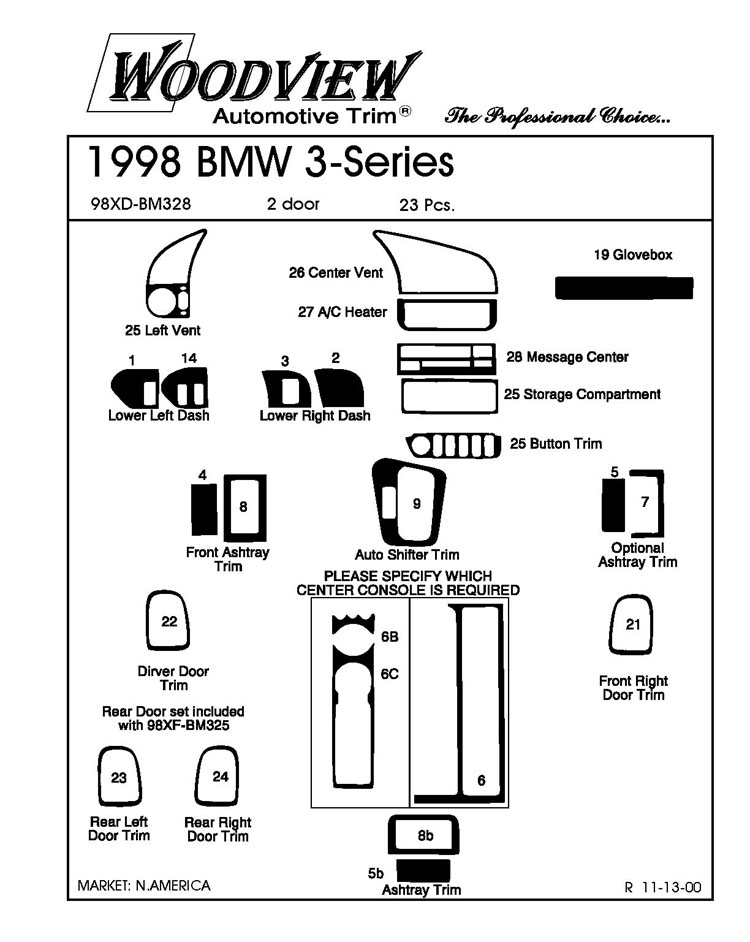 WOODVIEW
Automotive Trim®
The Professional Choice...
1998 BMW 3-Series
98XD-BM328 2 door 23 Pcs.
26 Center Vent
19 Glovebox
27 A/C Heater
25 Left Vent
1 14
3 2
28 Message Center
Lower Left Dash
Lower Right Dash
25 Storage Compartment
25 Button Trim
4
8
Front Ashtray
Trim
9
Auto Shifter Trim
5
7
Optional
Ashtray Trim
PLEASE SPECIFY WHICH
CENTER CONSOLE IS REQUIRED
22
Dirver Door
Trim
6B
6C
6
21
Front Right
Door Trim
Rear Door set included
with 98XF-BM325
23
Rear Left
Door Trim
24
Rear Right
Door Trim
8b
5b
Ashtray Trim
MARKET: N.AMERICA
R 11-13-00